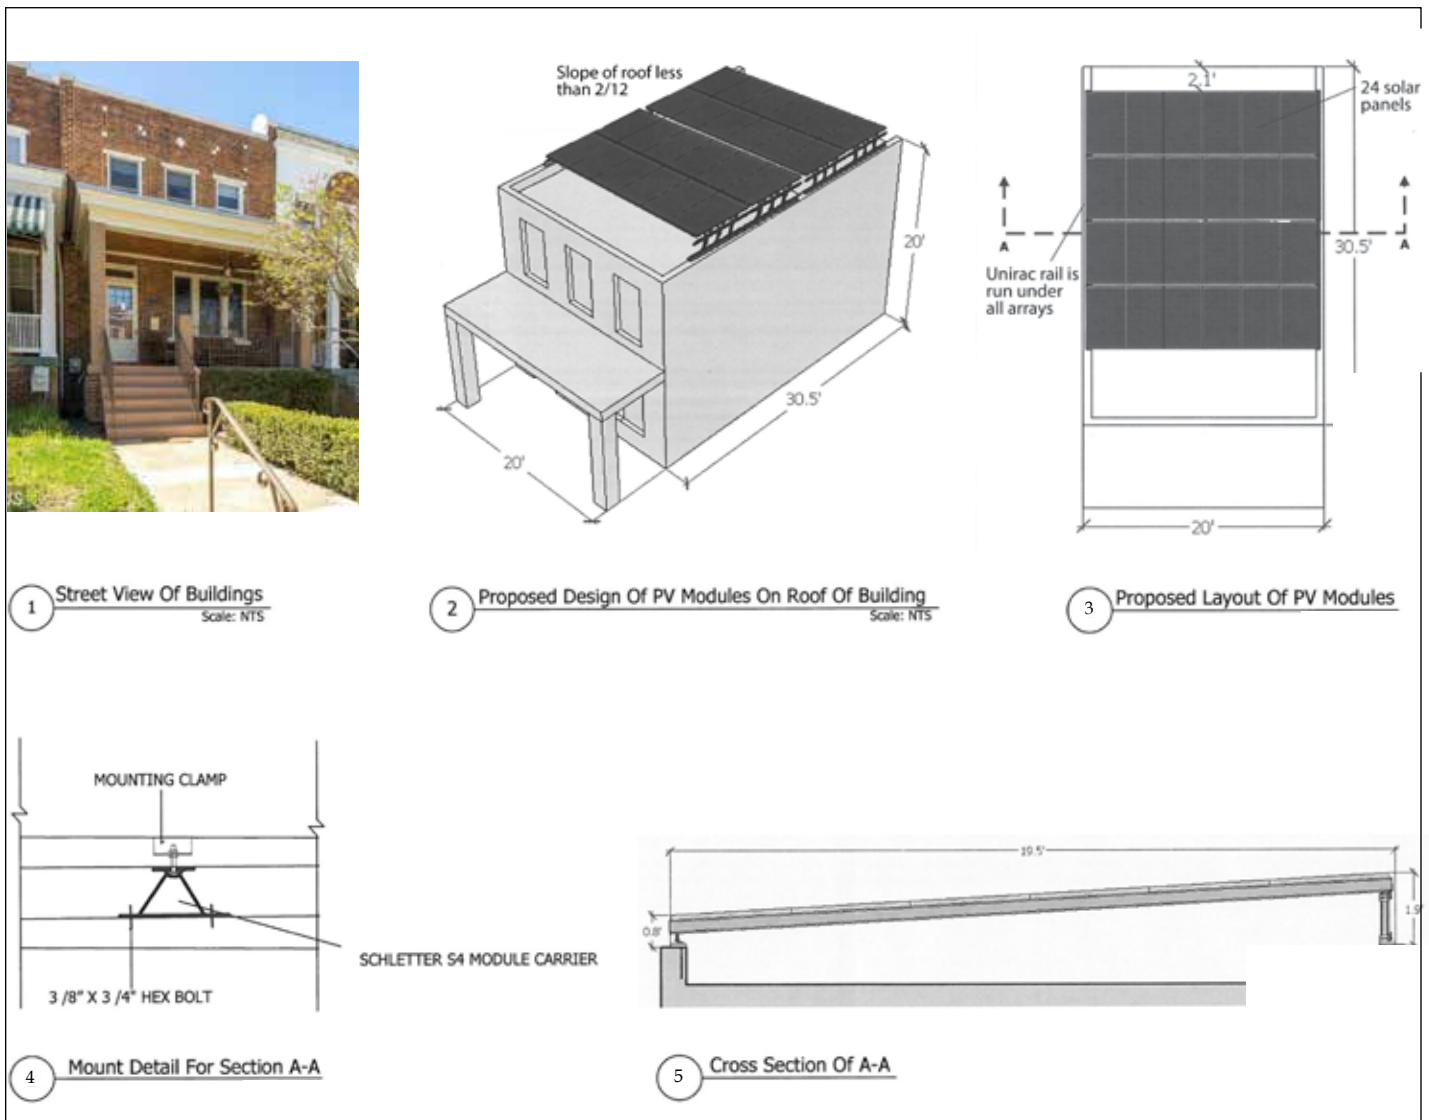 Slope of roof less
than 2/12
20'
30.5'
20'
2.1'
24 solar
panels
A
A
30.5'
Unirac rail is
run under
all arrays
20'
1
Street View Of Buildings
Scale: NTS
2
Proposed Design Of PV Modules On Roof Of Building
Scale: NTS
3
Proposed Layout Of PV Modules
MOUNTING CLAMP
SCHLETTER S4 MODULE CARRIER
3 /8" X 3 /4" HEX BOLT
19.5'
0.8'
1.9'
4
Mount Detail For Section A-A
5
Cross Section Of A-A